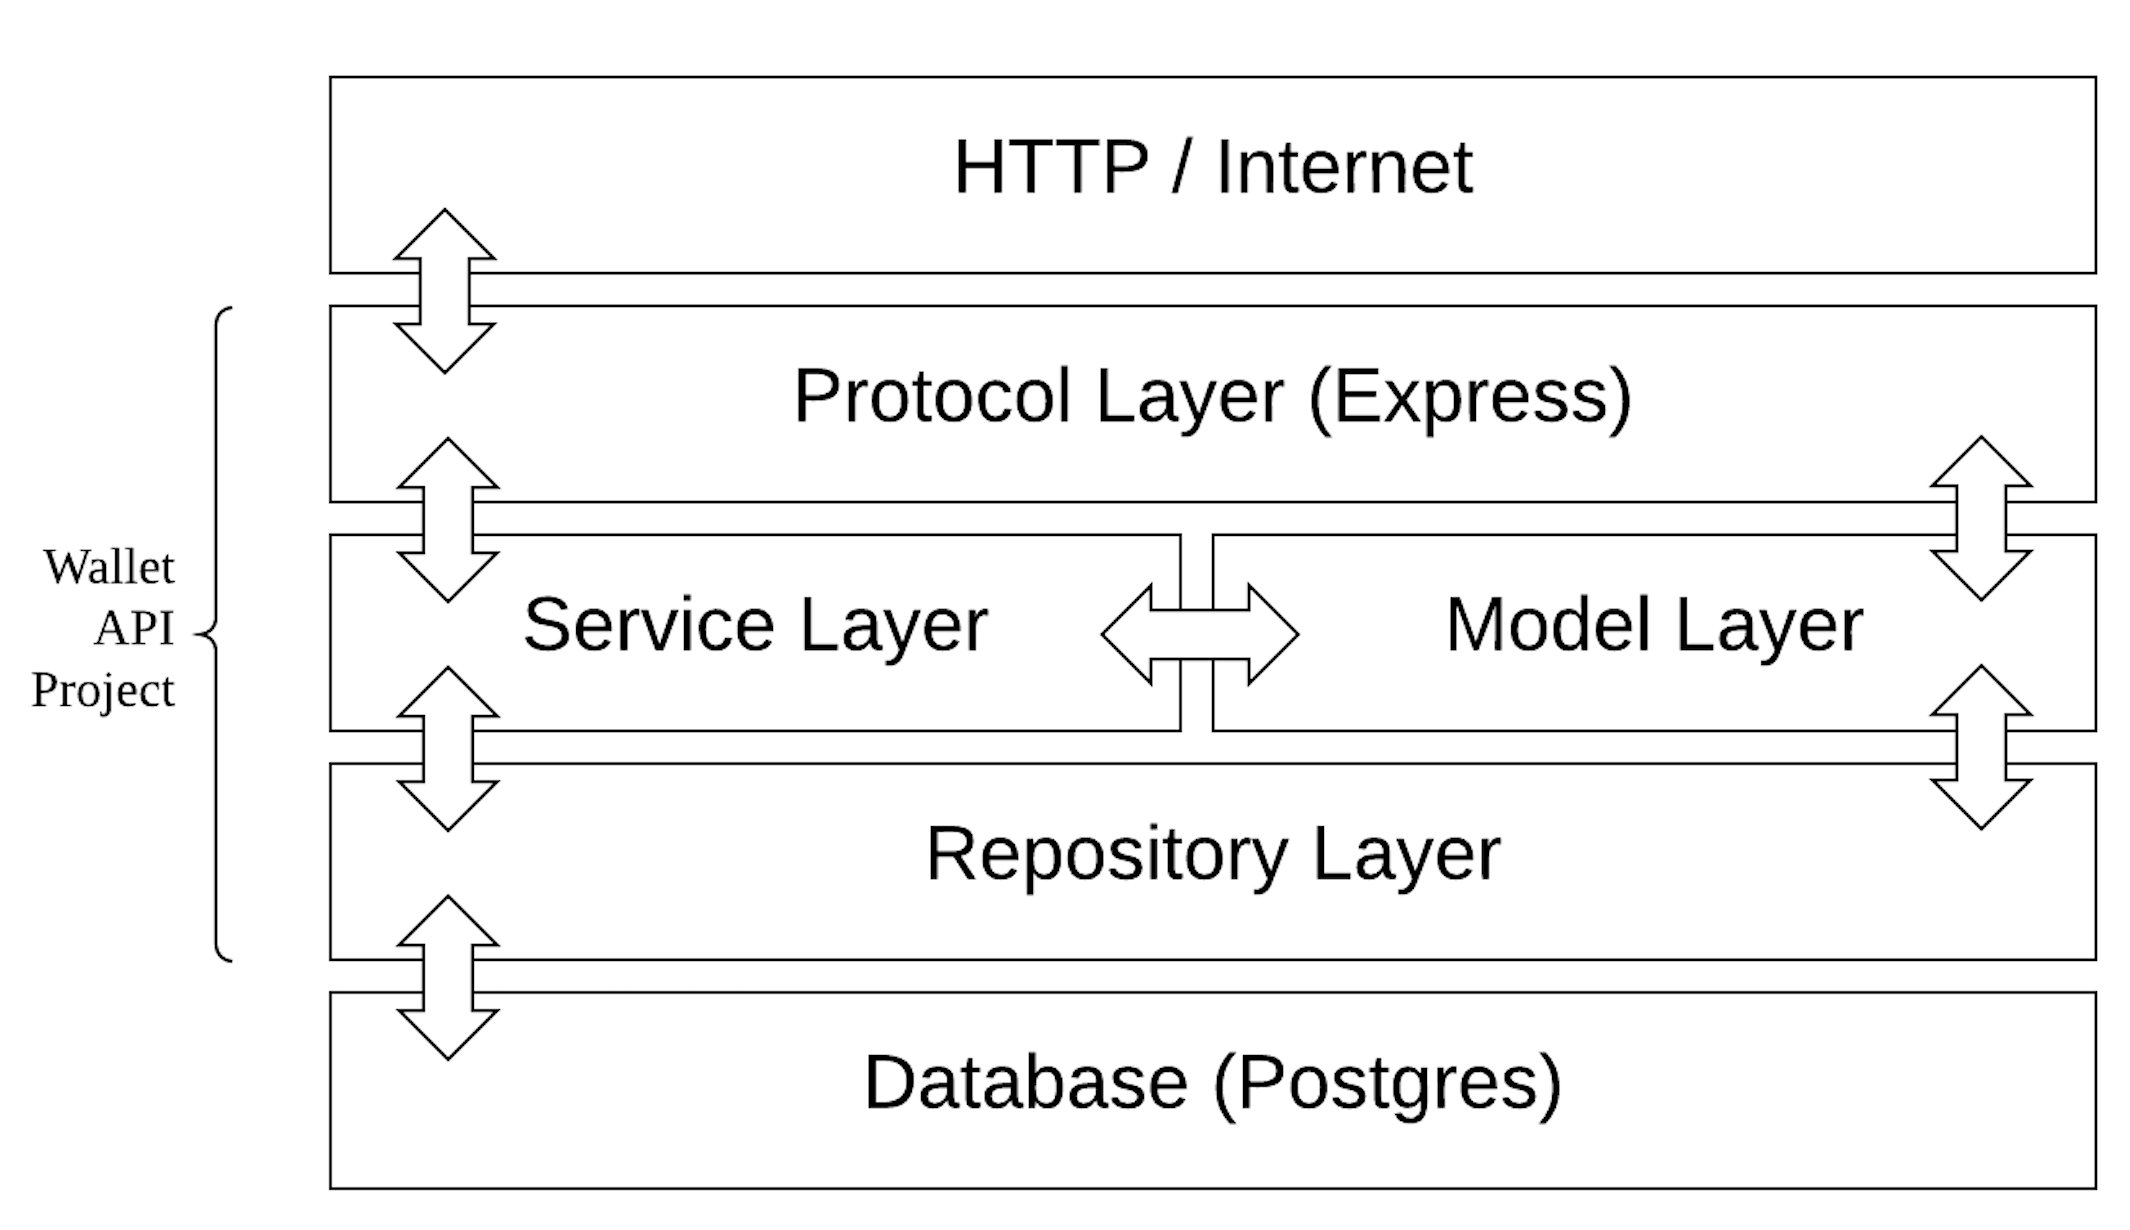 HTTP / Internet
Protocol Layer (Express)
Wallet
API
Project
Service Layer
Model Layer
Repository Layer
Database (Postgres)